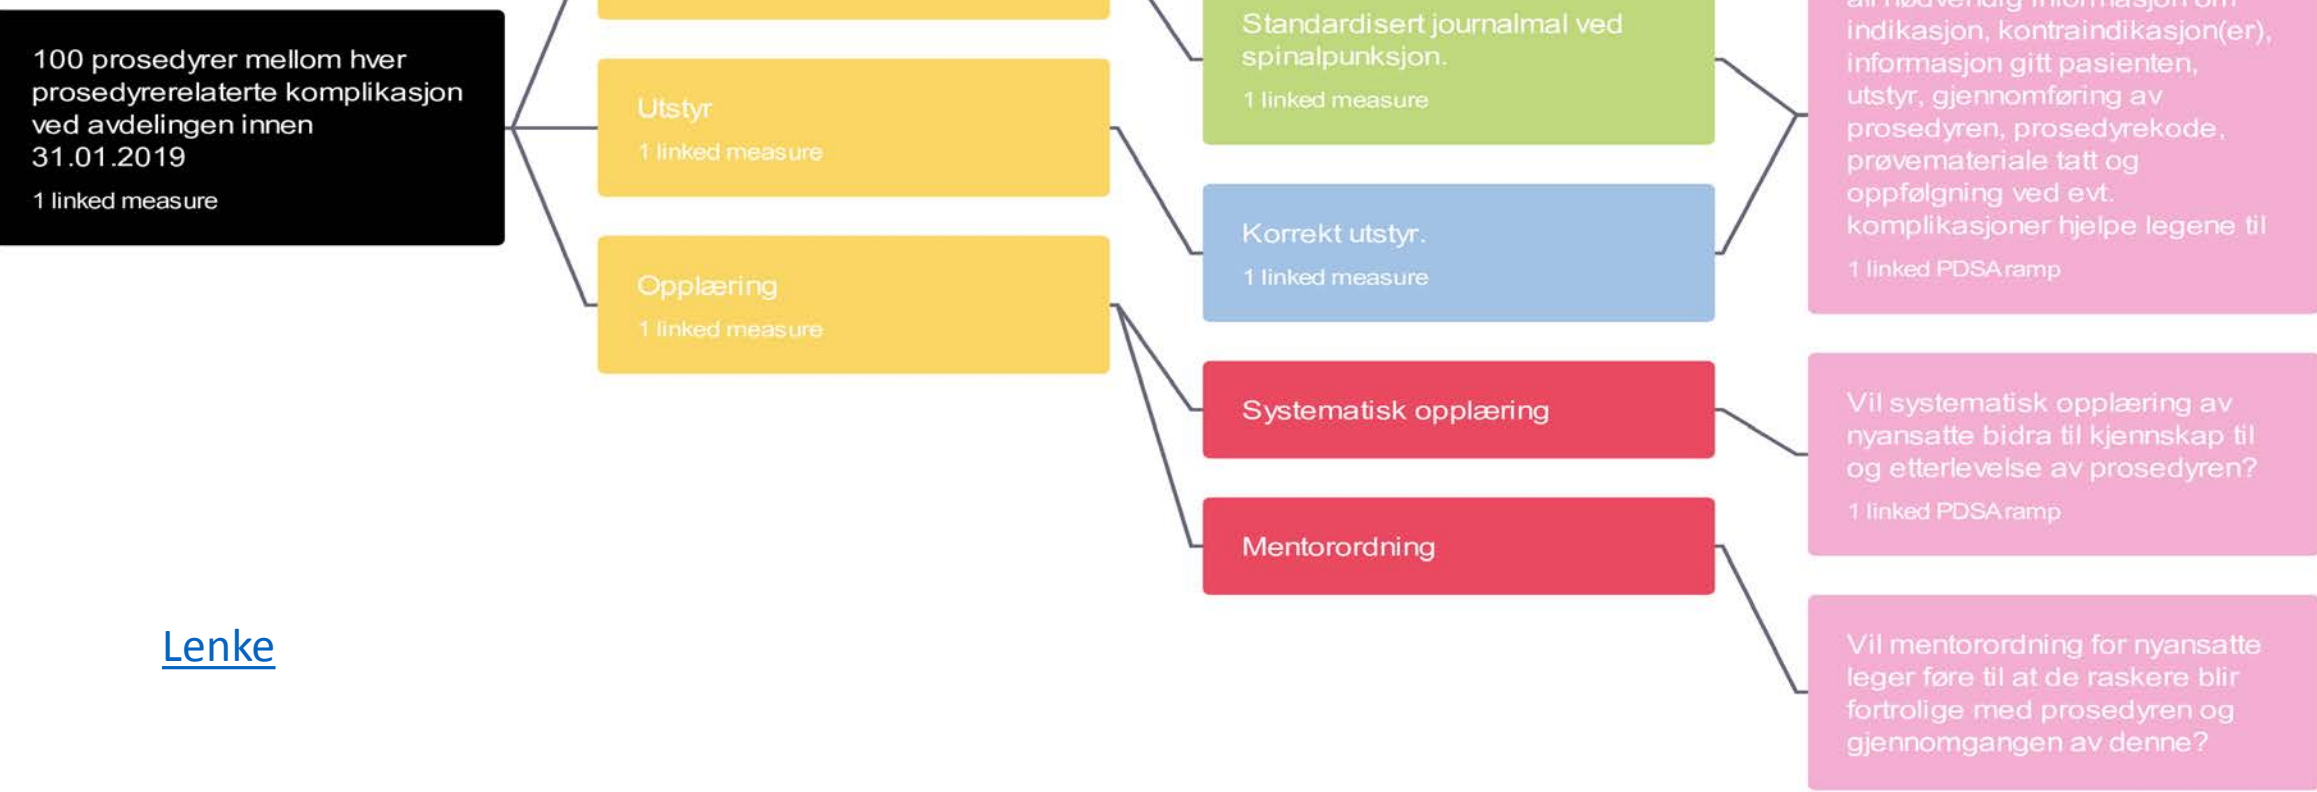 100 prosedyrer mellom hver
prosedyrerelaterte komplikasjon
ved avdelingen innen
31.01.2019
1 linked measure
Utstyr
1 linked measure
Opplæring
1 linked measure
Standardisert journalmal ved
spinalpunksjon.
1 linked measure
Korrekt utstyr.
1 linked measure
Systematisk opplæring
Mentorordning
all nødvendig informasjon om
indikasjon, kontraindikasjon(er),
informasjon gitt pasienten,
utstyr, gjennomføring av
prosedyren, prosedyrekode,
prøvemateriale tatt og
oppfølgning ved evt.
komplikasjoner hjelpe legene til
1 linked PDSA ramp
Vil systematisk opplæring av
nyansatte bidra til kjennskap til
og etterlevelse av prosedyren?
1 linked PDSA ramp
Vil mentorordning for nyansatte
leger føre til at de raskere blir
fortrolige med prosedyren og
gjennomgangen av denne?
Lenke